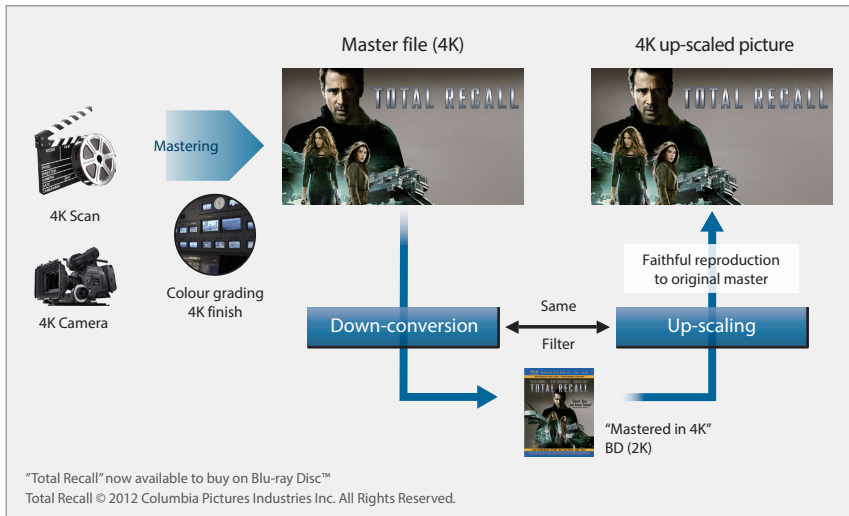 Master file (4K)
4K up-scaled picture
TOTAL RECALL
TOTAL RECALL
Mastering
4K Scan
Colour grading
4K finish
4K Camera
Faithful reproduction
to original master
Down-conversion
Same
Filter
Up-scaling
MASTERED IN 4K
TOTAL RECALL
“Mastered in 4K”
BD (2K)
"Total Recall" now available to buy on Blu-ray Disc™
Total Recall © 2012 Columbia Pictures Industries Inc. All Rights Reserved.